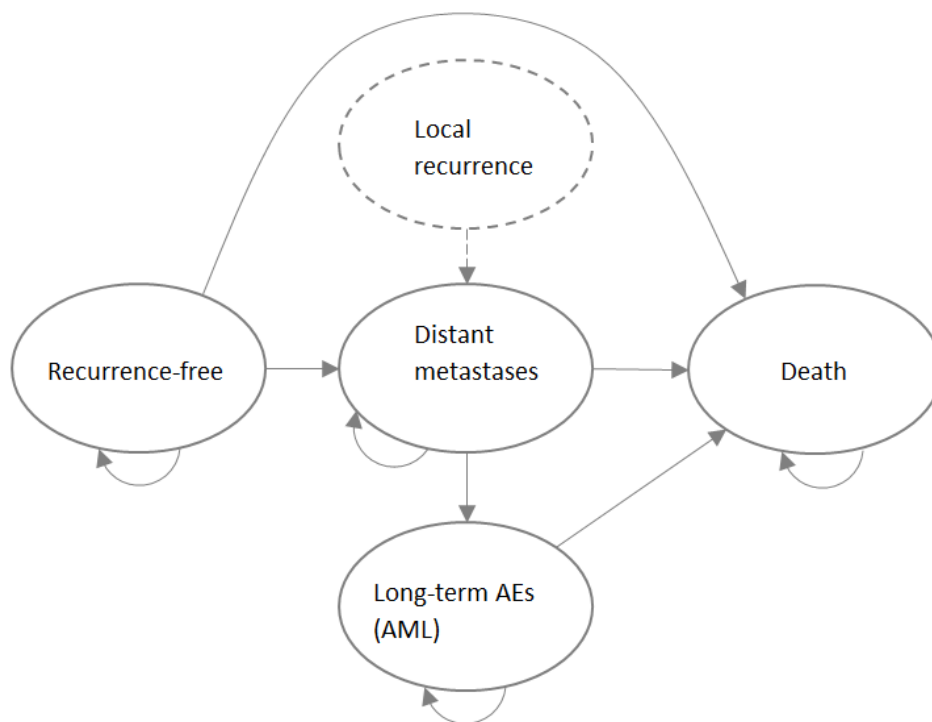 Local
recurrence
Recurrence-free
Distant
metastases
Death
Long-term AEs
(AML)